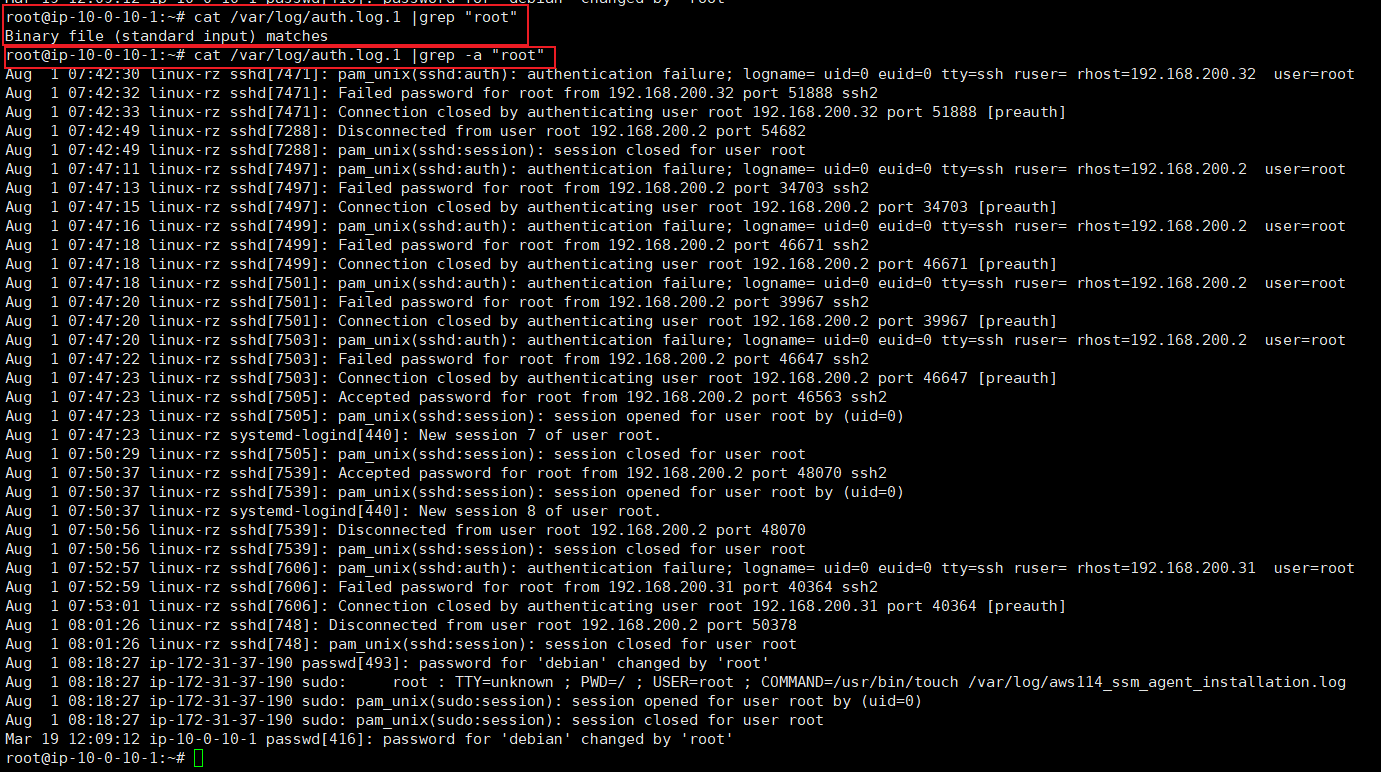 root@ip-10-0-10-1:~# cat /var/log/auth.log.1 |grep "root"
Binary file (standard input) matches
root@ip-10-0-10-1:~# cat /var/log/auth.log.1 |grep -a "root"
Aug  1 07:42:30 linux-rz sshd[7471]: pam_unix(sshd:auth): authentication failure; logname= uid=0 euid=0 tty=ssh ruser= rhost=192.168.200.32  user=root
Aug  1 07:42:32 linux-rz sshd[7471]: Failed password for root from 192.168.200.32 port 51888 ssh2
Aug  1 07:42:33 linux-rz sshd[7471]: Connection closed by authenticating user root 192.168.200.32 port 51888 [preauth]
Aug  1 07:42:49 linux-rz sshd[7288]: Disconnected from user root 192.168.200.2 port 54682
Aug  1 07:42:49 linux-rz sshd[7288]: pam_unix(sshd:session): session closed for user root
Aug  1 07:47:11 linux-rz sshd[7497]: pam_unix(sshd:auth): authentication failure; logname= uid=0 euid=0 tty=ssh ruser= rhost=192.168.200.2  user=root
Aug  1 07:47:13 linux-rz sshd[7497]: Failed password for root from 192.168.200.2 port 34703 ssh2
Aug  1 07:47:15 linux-rz sshd[7497]: Connection closed by authenticating user root 192.168.200.2 port 34703 [preauth]
Aug  1 07:47:16 linux-rz sshd[7499]: pam_unix(sshd:auth): authentication failure; logname= uid=0 euid=0 tty=ssh ruser= rhost=192.168.200.2  user=root
Aug  1 07:47:18 linux-rz sshd[7499]: Failed password for root from 192.168.200.2 port 46671 ssh2
Aug  1 07:47:18 linux-rz sshd[7499]: Connection closed by authenticating user root 192.168.200.2 port 46671 [preauth]
Aug  1 07:47:18 linux-rz sshd[7501]: pam_unix(sshd:auth): authentication failure; logname= uid=0 euid=0 tty=ssh ruser= rhost=192.168.200.2  user=root
Aug  1 07:47:20 linux-rz sshd[7501]: Failed password for root from 192.168.200.2 port 39967 ssh2
Aug  1 07:47:20 linux-rz sshd[7501]: Connection closed by authenticating user root 192.168.200.2 port 39967 [preauth]
Aug  1 07:47:20 linux-rz sshd[7503]: pam_unix(sshd:auth): authentication failure; logname= uid=0 euid=0 tty=ssh ruser= rhost=192.168.200.2  user=root
Aug  1 07:47:22 linux-rz sshd[7503]: Failed password for root from 192.168.200.2 port 46647 ssh2
Aug  1 07:47:23 linux-rz sshd[7503]: Connection closed by authenticating user root 192.168.200.2 port 46647 [preauth]
Aug  1 07:47:23 linux-rz sshd[7505]: Accepted password for root from 192.168.200.2 port 46563 ssh2
Aug  1 07:47:23 linux-rz sshd[7505]: pam_unix(sshd:session): session opened for user root by (uid=0)
Aug  1 07:47:23 linux-rz systemd-logind[440]: New session 7 of user root.
Aug  1 07:50:29 linux-rz sshd[7505]: pam_unix(sshd:session): session closed for user root
Aug  1 07:50:37 linux-rz sshd[7539]: Accepted password for root from 192.168.200.2 port 48070 ssh2
Aug  1 07:50:37 linux-rz sshd[7539]: pam_unix(sshd:session): session opened for user root by (uid=0)
Aug  1 07:50:37 linux-rz systemd-logind[440]: New session 8 of user root.
Aug  1 07:50:56 linux-rz sshd[7539]: Disconnected from user root 192.168.200.2 port 48070
Aug  1 07:50:56 linux-rz sshd[7539]: pam_unix(sshd:session): session closed for user root
Aug  1 07:52:57 linux-rz sshd[7606]: pam_unix(sshd:auth): authentication failure; logname= uid=0 euid=0 tty=ssh ruser= rhost=192.168.200.31  user=root
Aug  1 07:52:59 linux-rz sshd[7606]: Failed password for root from 192.168.200.31 port 40364 ssh2
Aug  1 07:53:01 linux-rz sshd[7606]: Connection closed by authenticating user root 192.168.200.31 port 40364 [preauth]
Aug  1 08:01:26 linux-rz sshd[748]: Disconnected from user root 192.168.200.2 port 50378
Aug  1 08:01:26 linux-rz sshd[748]: pam_unix(sshd:session): session closed for user root
Aug  1 08:18:27 ip-172-31-37-190 passwd[493]: password for 'debian' changed by 'root'
Aug  1 08:18:27 ip-172-31-37-190 sudo:     root : TTY=unknown ; PWD=/ ; USER=root ; COMMAND=/usr/bin/touch /var/log/aws114_ssm_agent_installation.log
Aug  1 08:18:27 ip-172-31-37-190 sudo: pam_unix(sudo:session): session opened for user root by (uid=0)
Aug  1 08:18:27 ip-172-31-37-190 sudo: pam_unix(sudo:session): session closed for user root
Mar 19 12:09:12 ip-10-0-10-1 passwd[416]: password for 'debian' changed by 'root'
root@ip-10-0-10-1:~#